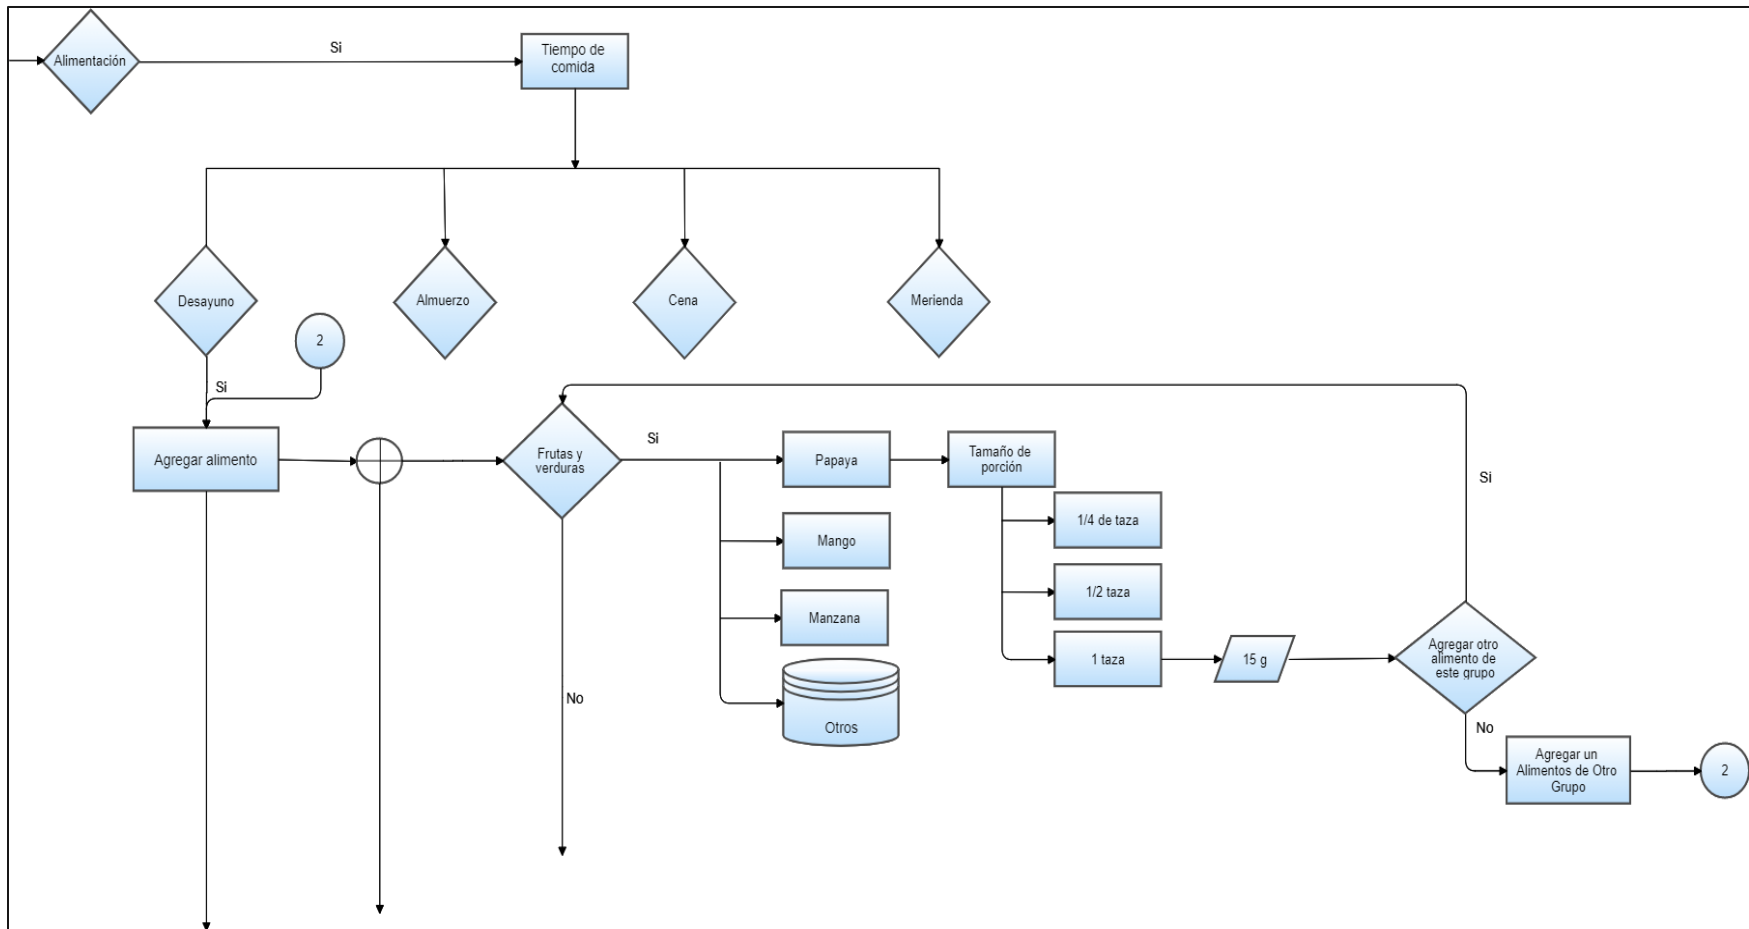 Alimentación
Si
Tiempo de
comida
Desayuno
Almuerzo
Cena
Merienda
2
Si
Agregar alimento
Frutas y
verduras
Si
Papaya
Tamaño de
porción
Si
1/4 de taza
Mango
1/2 taza
Manzana
1 taza
15 g
Agregar otro
alimento de
este grupo
No
Otros
No
Agregar un
Alimentos de Otro
Grupo
2